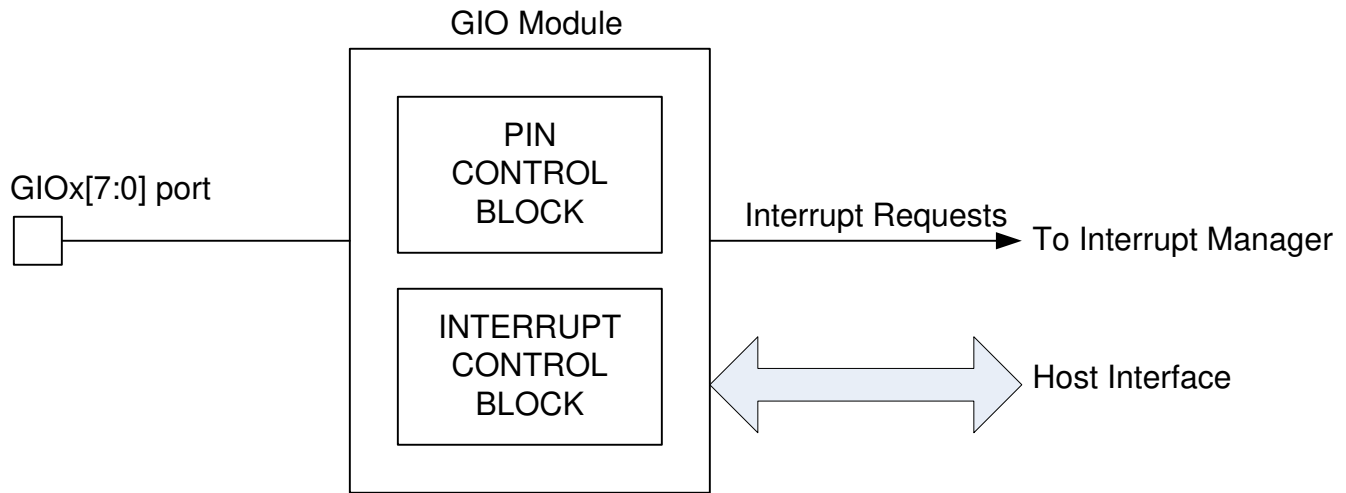 GIO Module
PIN
CONTROL
BLOCK
GIOx[7:0] port
Interrupt Requests
To Interrupt Manager
INTERRUPT
CONTROL
BLOCK
Host Interface